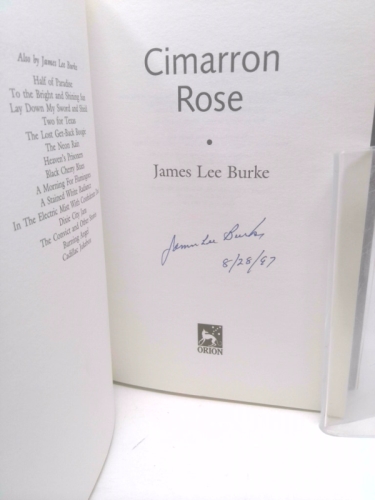 Also by James Lee Burke
Half of Paradise
To the Bright and Shining Sun
Lay Down My Sword and Shield
Two for Texas
The Lost Get-Back Boogie
The Neon Rain
Heaven's Prisoners
Black Cherry Blues
A Morning For Flamingos
A Stained White Radiance
In The Electric Mist With Confederate
Dixie City Jam
The Convict and Other Stories
Burning Angel
Cadillac Jukebox
Cimarron
Rose
•
James Lee Burke
James Lee Burke
8/28/97
ORION